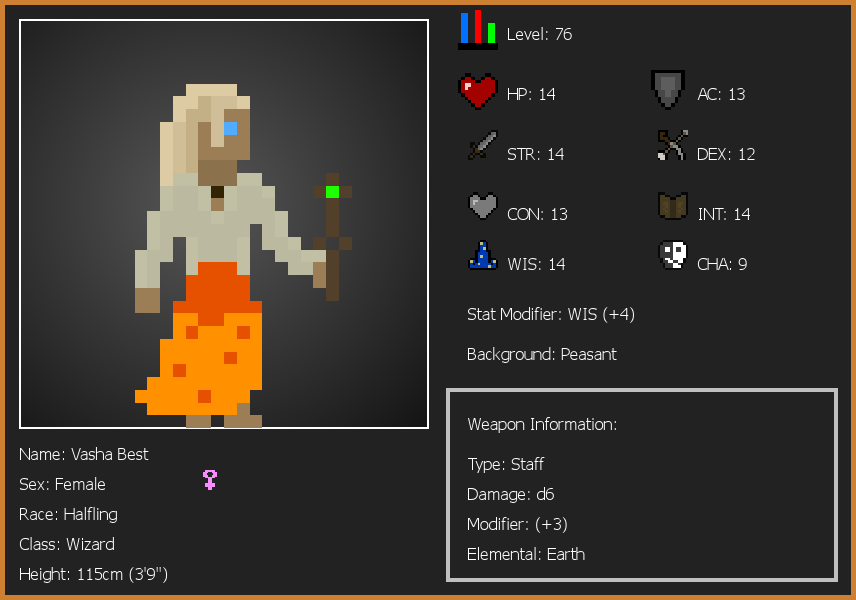 Level: 76
HP: 14
AC: 13
STR: 14
DEX: 12
CON: 13
INT: 14
WIS: 14
CHA: 9
Stat Modifier: WIS (+4)
Background: Peasant
Weapon Information:
Type: Staff
Damage: d6
Modifier: (+3)
Elemental: Earth
Name: Vasha Best
Sex: Female
Race: Halfling
Class: Wizard
Height: 115cm (3'9")